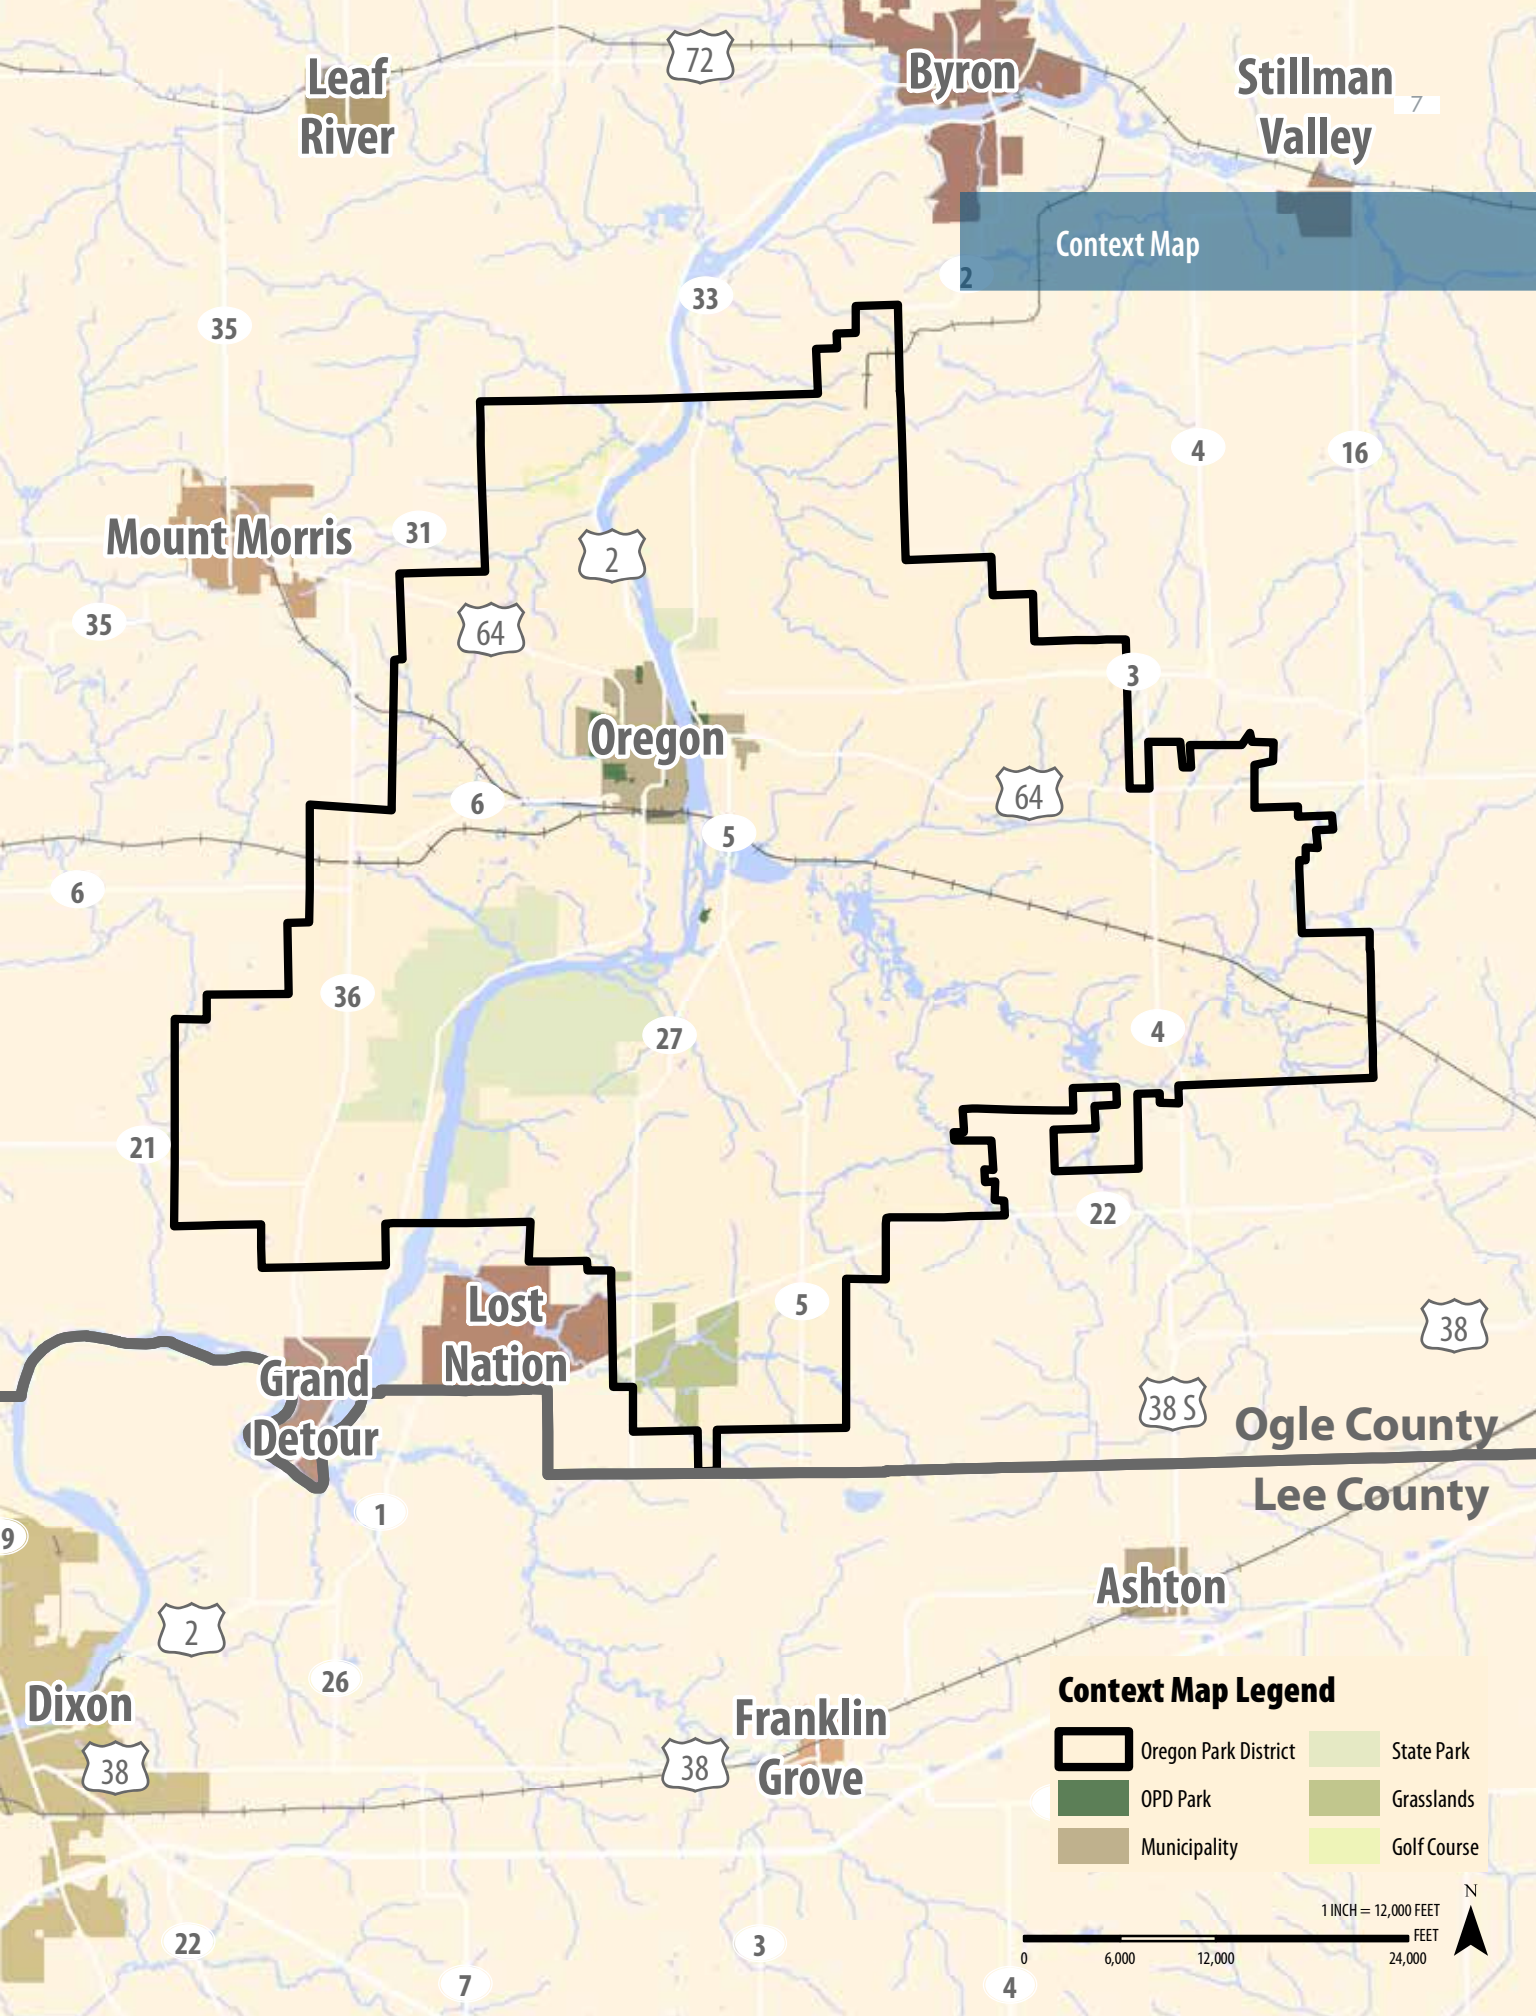 72
Byron
Leaf
River
Stillman
Valley
7
Context Map
2
33
35
4
16
Mount Morris
31
2
35
64
3
Oregon
64
6
5
6
36
27
4
21
22
5
Lost
Nation
38
Grand
Detour
38 S
Ogle County
Lee County
1
9
Ashton
2
26
Dixon
38
Franklin
Grove
38
Context Map Legend
Oregon Park District
State Park
OPD Park
Grasslands
Municipality
Golf Course
N
1 INCH = 12,000 FEET
FEET
0
6,000
12,000
24,000
22
3
7
4